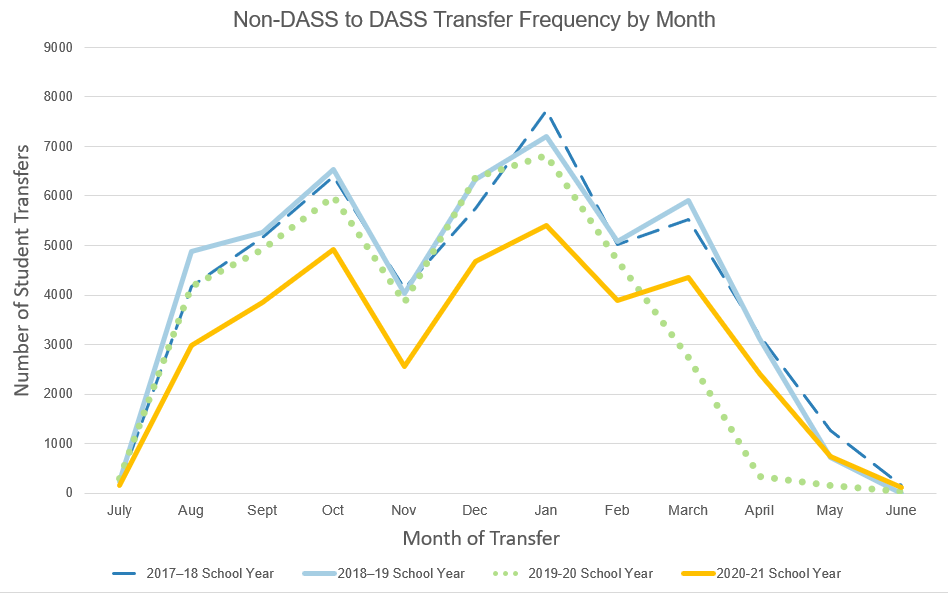 Non-DASS to DASS Transfer Frequency by Month
Number of Student Transfers
9000
8000
7000
6000
5000
4000
3000
2000
1000
0
July Aug Sept Oct Nov Dec Jan Feb March April May June
Month of Transfer
2017–18 School Year 2018–19 School Year 2019-20 School Year 2020-21 School Year